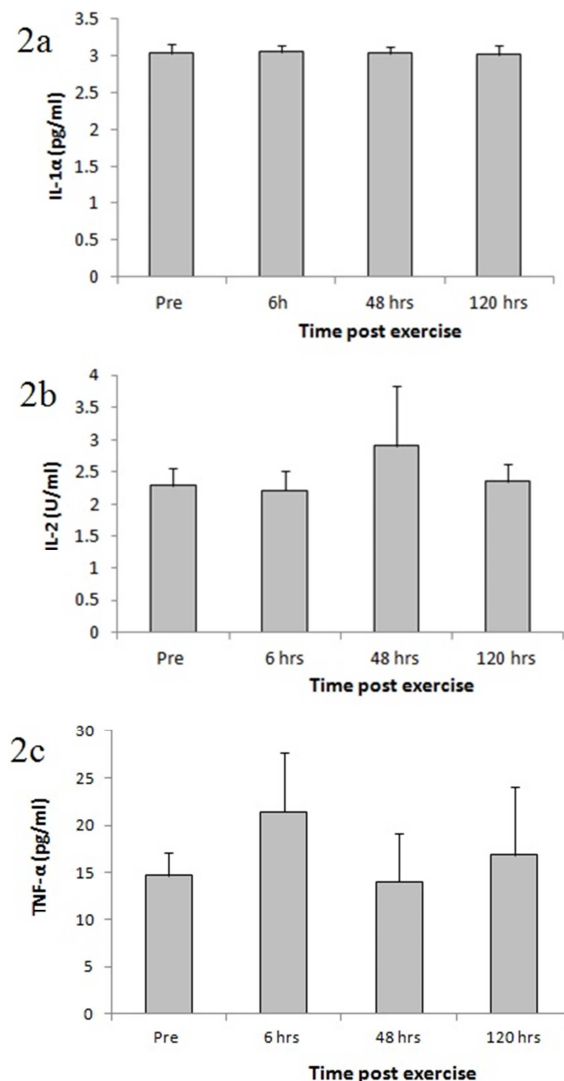 2a
IL-1α (pg/ml)
3.5
3
2.5
2
1.5
1
0.5
0
Pre 6h 48 hrs 120 hrs
Time post exercise
2b
IL-2 (U/ml)
4
3.5
3
2.5
2
1.5
1
0.5
0
Pre 6 hrs 48 hrs 120 hrs
Time post exercise
2c
TNF-α (pg/ml)
30
25
20
15
10
5
0
Pre 6 hrs 48 hrs 120 hrs
Time post exercise